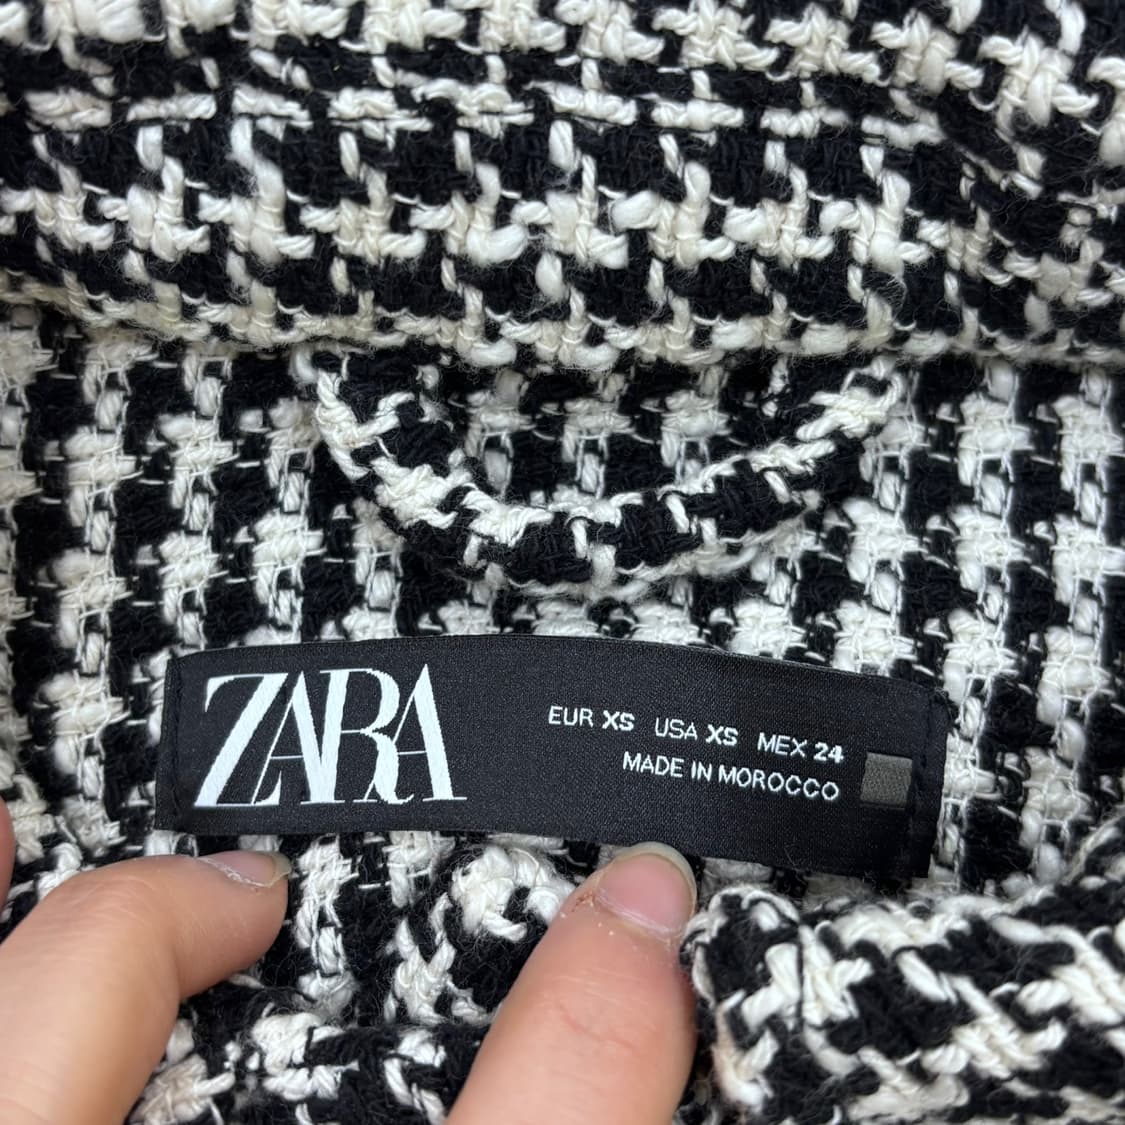 ZARA
EUR XS USA XS MEX 24
MADE IN MOROCCO